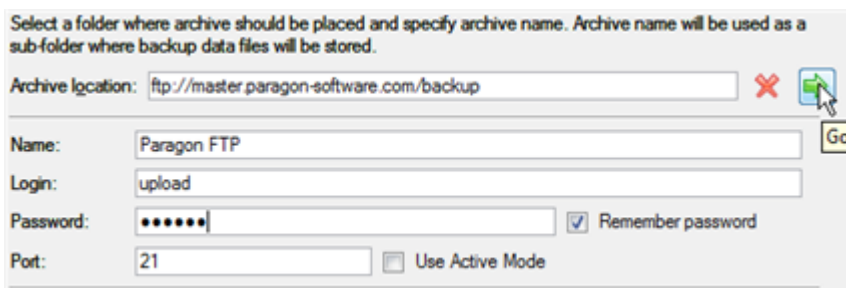 Select a folder where archive should be placed and specify archive name. Archive name will be used as a
sub-folder where backup data files will be stored.
Archive location: ftp://master.paragon-software.com/backup
Name: Paragon FTP
Login: upload
Password: ●●●●●● Remember password
Port: 21 Use Active Mode